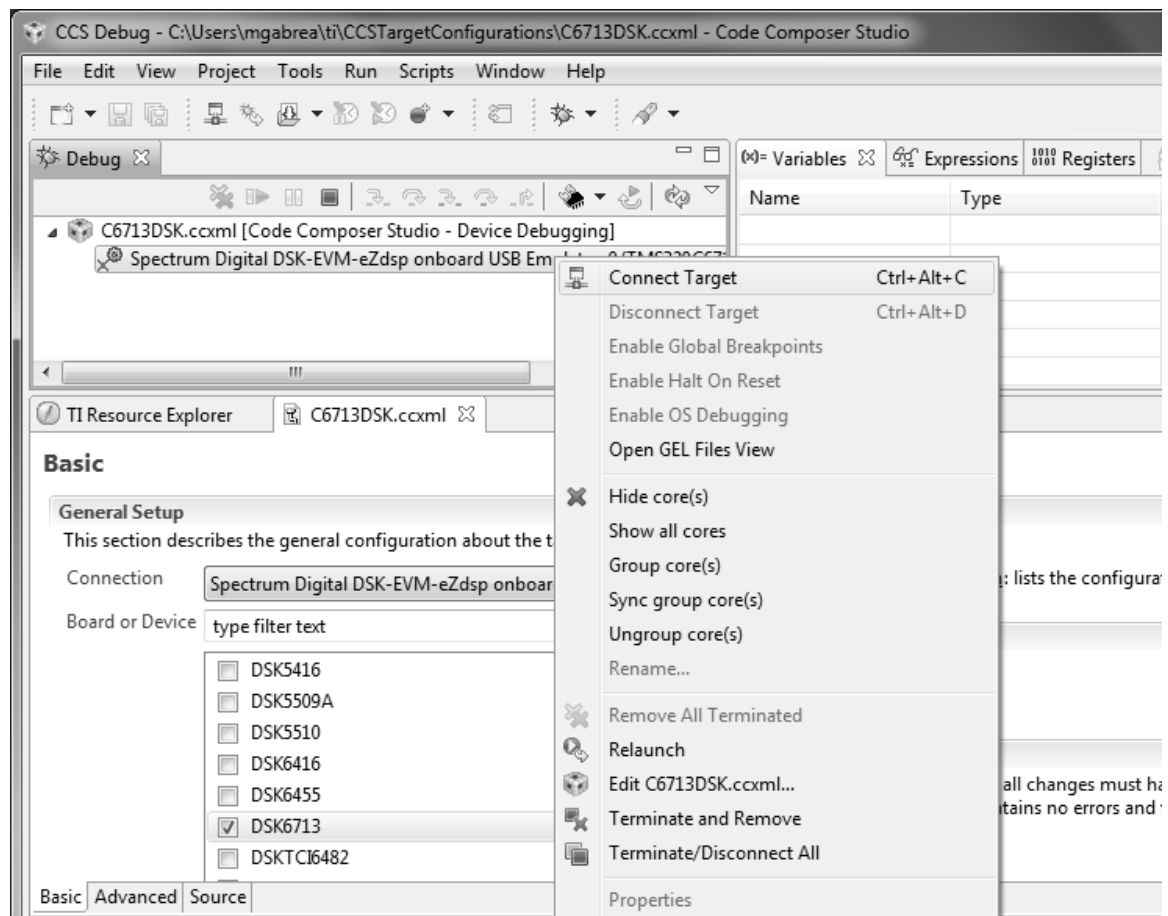 CCS Debug - C:\Users\mgabrea\ti\CCSTargetConfigurations\C6713DSK.ccxml - Code Composer Studio
File Edit View Project Tools Run Scripts Window Help
Debug
(x)= Variables Expressions Registers
Name Type
C6713DSK.ccxml [Code Composer Studio - Device Debugging]
Spectrum Digital DSK-EVM-eZdsp onboard USB
Connect Target Ctrl+Alt+C
Disconnect Target Ctrl+Alt+D
Enable Global Breakpoints
Enable Halt On Reset
Enable OS Debugging
Open GEL Files View
Hide core(s)
Show all cores
Group core(s)
Sync group core(s)
Ungroup core(s)
Rename...
Remove All Terminated
Relaunch
Edit C6713DSK.ccxml...
Terminate and Remove
Terminate/Disconnect All
Properties
TI Resource Explorer C6713DSK.ccxml
Basic
General Setup
This section describes the general configuration about the
Connection Spectrum Digital DSK-EVM-eZdsp
: lists the
Board or Device type filter text
DSK5416
DSK5509A
DSK5510
DSK6416
DSK6455
DSK6713
DSKTCI6482
all changes must
no errors and
Basic Advanced Source